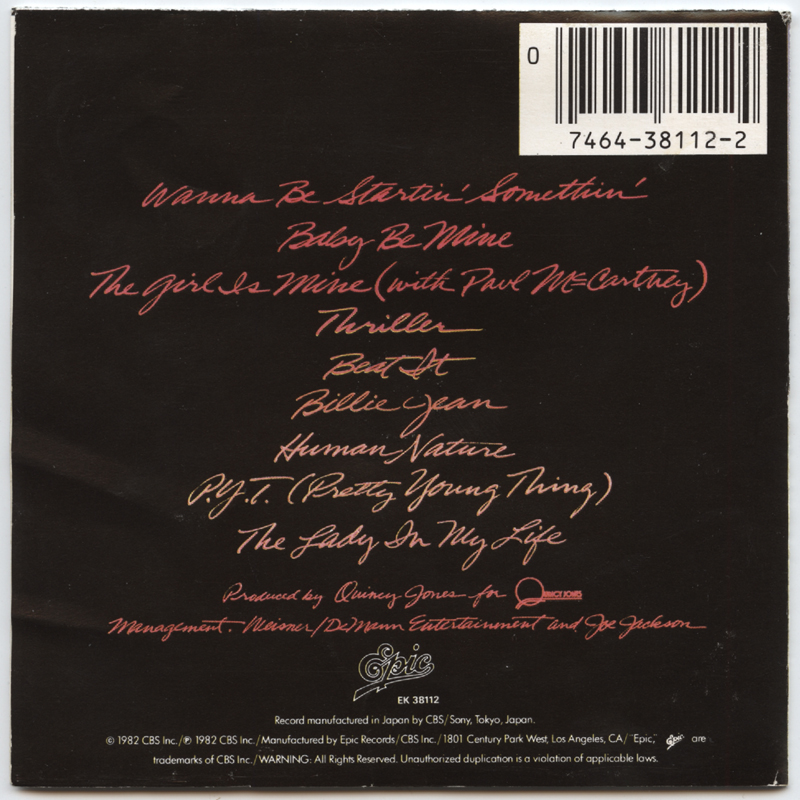 0
7464-38112-2
Wanna Be Startin' Somethin'
Baby Be Mine
The Girl Is Mine (with Paul McCartney)
Thriller
Beat It
Billie Jean
Human Nature
P.Y.T. (Pretty Young Thing)
The Lady In My Life
Produced by Quincy Jones for QUINCY JONES
Management: Weisner/DeMann Entertainment and Joe Jackson
Epic
EK 38112
Record manufactured in Japan by CBS/Sony, Tokyo, Japan.
© 1982 CBS Inc./℗ 1982 CBS Inc./Manufactured by Epic Records/CBS Inc./1801 Century Park West, Los Angeles, CA/"Epic," Epic are
trademarks of CBS Inc./WARNING: All Rights Reserved. Unauthorized duplication is a violation of applicable laws.